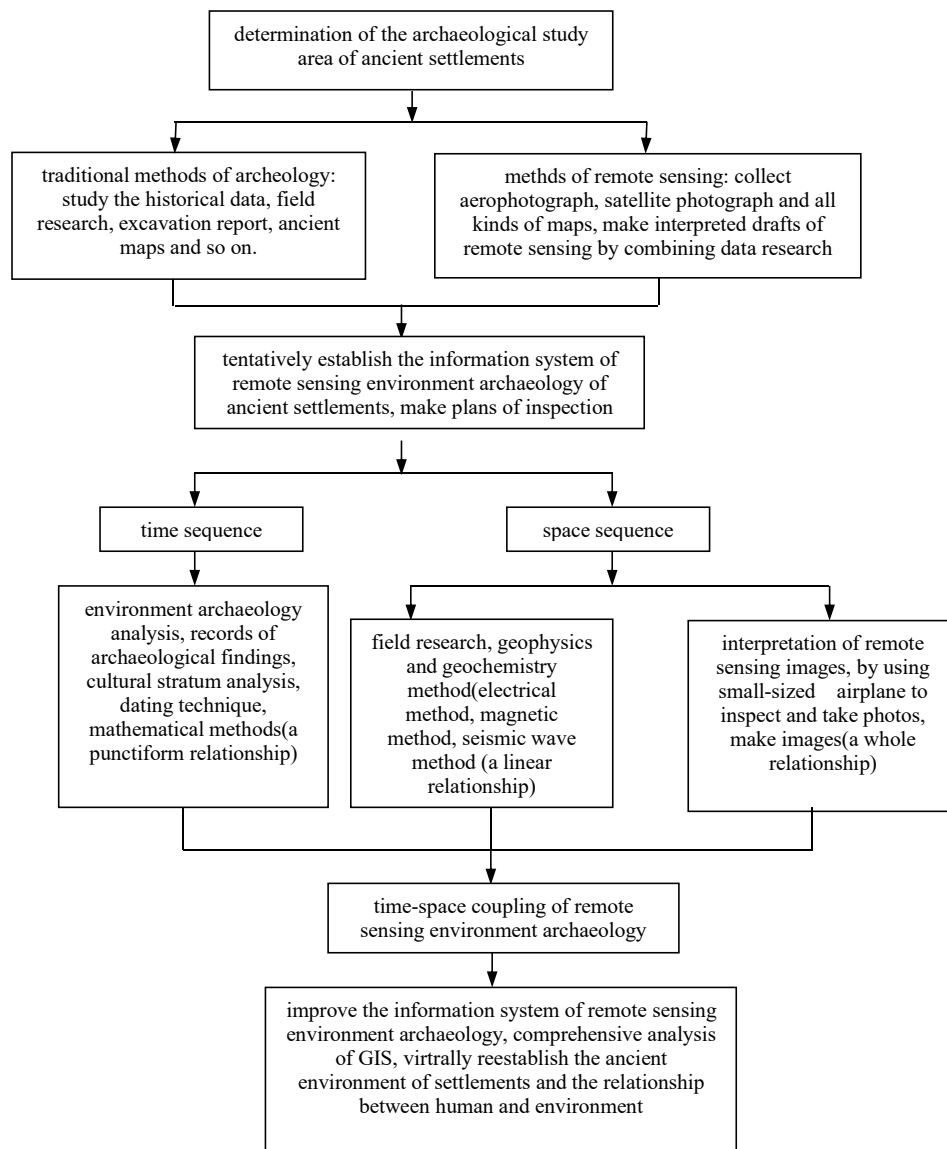 determination of the archaeological study
area of ancient settlements
traditional methods of archeology:
study the historical data, field
research, excavation report, ancient
maps and so on.
methds of remote sensing: collect
aerophotograph, satellite photograph and all
kinds of maps, make interpreted drafts of
remote sensing by combining data research
tentatively establish the information system of
remote sensing environment archaeology of
ancient settlements, make plans of inspection
time sequence
space sequence
environment archaeology
analysis, records of
archaeological findings,
cultural stratum analysis,
dating technique,
mathematical methods(a
punctiform relationship)
field research, geophysics
and geochemistry
method(electrical
method, magnetic
method, seismic wave
method (a linear
relationship)
interpretation of remote
sensing images, by using
small-sized airplane to
inspect and take photos,
make images(a whole
relationship)
time-space coupling of remote
sensing environment archaeology
improve the information system of remote sensing
environment archaeology, comprehensive analysis
of GIS, virtrally reestablish the ancient
environment of settlements and the relationship
between human and environment